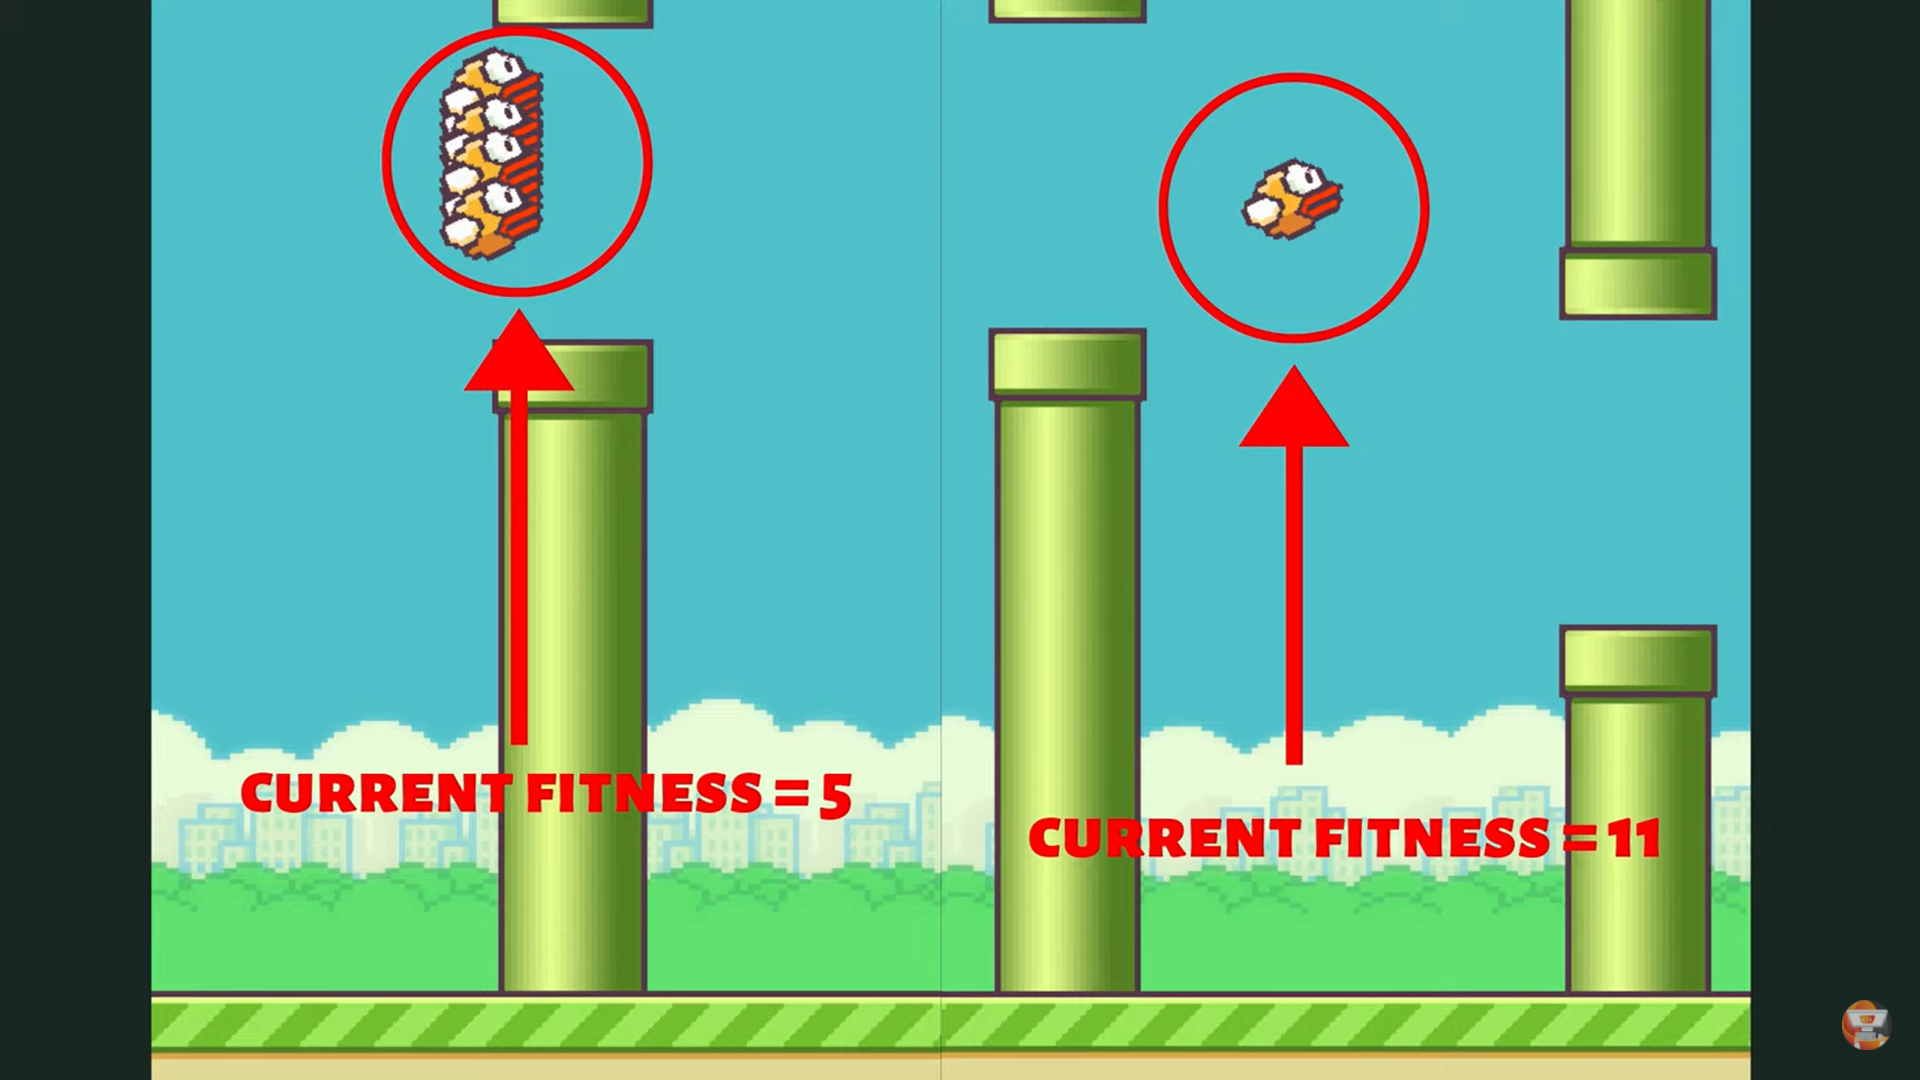 CURRENT FITNESS = 5
CURRENT FITNESS = 11